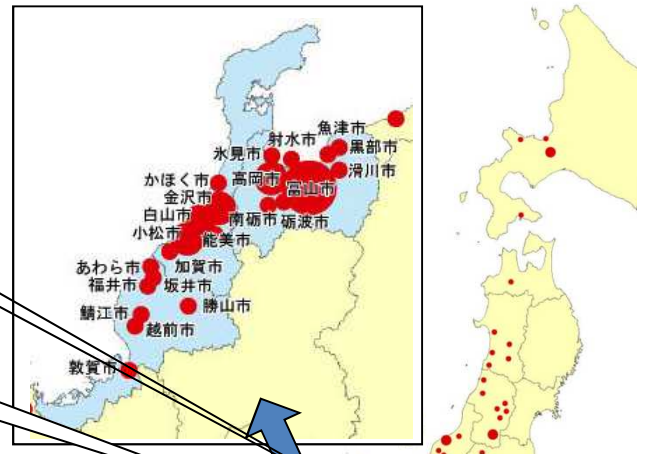 魚津市
射水市
黒部市
氷見市
滑川市
高岡市
富山市
かほく市
金沢市
白山市
南砺市
砺波市
小松市
能美市
加賀市
あわら市
福井市
坂井市
鯖江市
勝山市
越前市
敦賀市